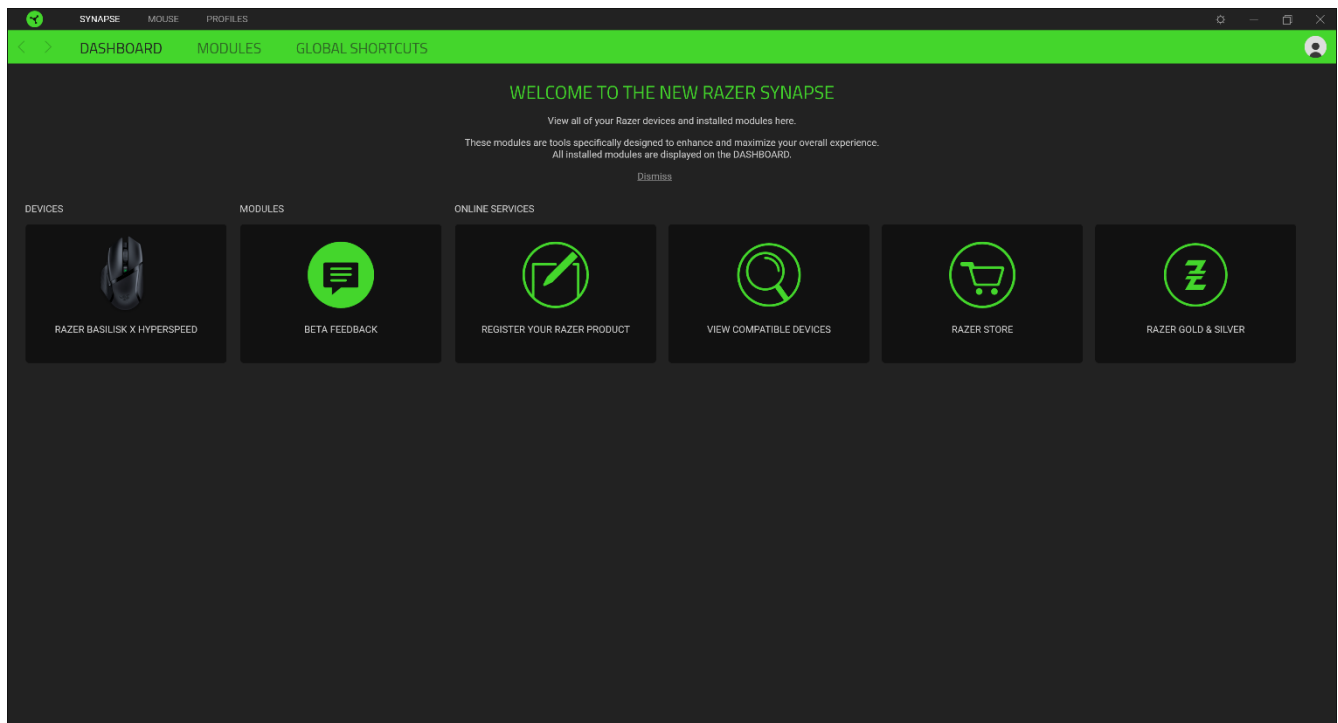 SYNAPSE MOUSE PROFILES
DASHBOARD MODULES GLOBAL SHORTCUTS
WELCOME TO THE NEW RAZER SYNAPSE
View all of your Razer devices and installed modules here.
These modules are tools specifically designed to enhance and maximize your overall experience.
All installed modules are displayed on the DASHBOARD.
Dismiss
DEVICES MODULES ONLINE SERVICES
RAZER BASILISK X HYPERSPEED BETA FEEDBACK REGISTER YOUR RAZER PRODUCT VIEW COMPATIBLE DEVICES RAZER STORE RAZER GOLD & SILVER